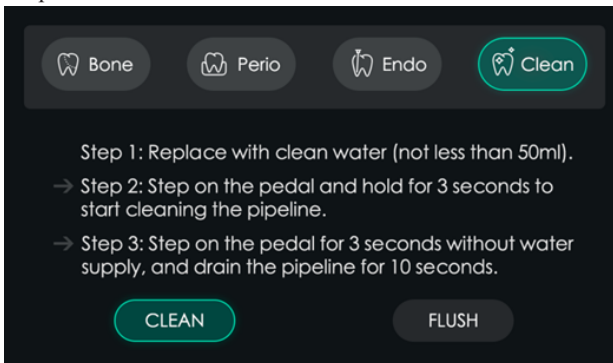 Bone Perio Endo Clean
Step 1: Replace with clean water (not less than 50ml).
→ Step 2: Step on the pedal and hold for 3 seconds to
start cleaning the pipeline.
→ Step 3: Step on the pedal for 3 seconds without water
supply, and drain the pipeline for 10 seconds.
CLEAN FLUSH